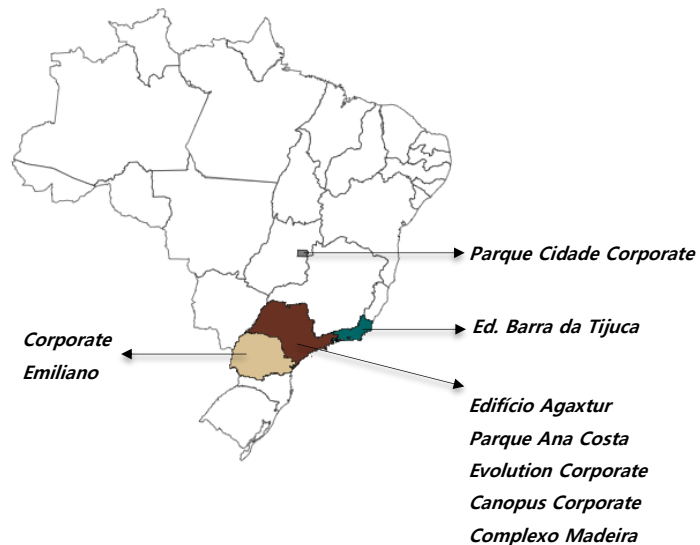 Parque Cidade Corporate
Ed. Barra da Tijuca
Corporate
Emiliano
Edifício Agaxtur
Parque Ana Costa
Evolution Corporate
Canopus Corporate
Complexo Madeira